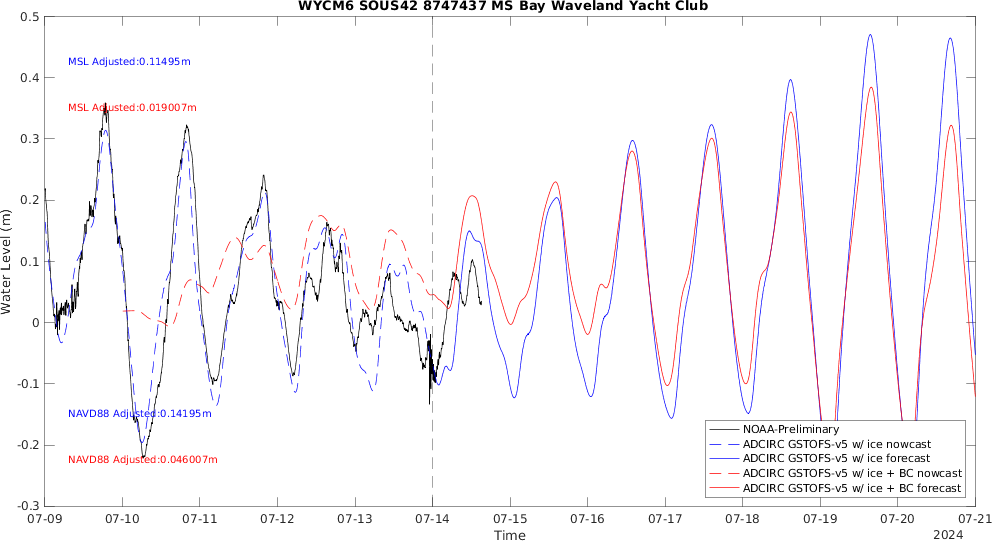 WYCM6 SOUS42 8747437 MS Bay Waveland Yacht Club
0.5
MSL Adjusted:0.11495m
0.4
MSL Adjusted:0.019007m
0.3
0.2
Water Level (m)
0.1
0
-0.1
NAVD88 Adjusted:0.14195m
-0.2
NAVD88 Adjusted:0.046007m
-0.3
NOAA-Preliminary
ADCIRC GSTOFS-v5 w/ ice nowcast
ADCIRC GSTOFS-v5 w/ ice forecast
ADCIRC GSTOFS-v5 w/ ice + BC nowcast
ADCIRC GSTOFS-v5 w/ ice + BC forecast
07-09 07-10 07-11 07-12 07-13 07-14 07-15 07-16 07-17 07-18 07-19 07-20 07-21
Time
2024